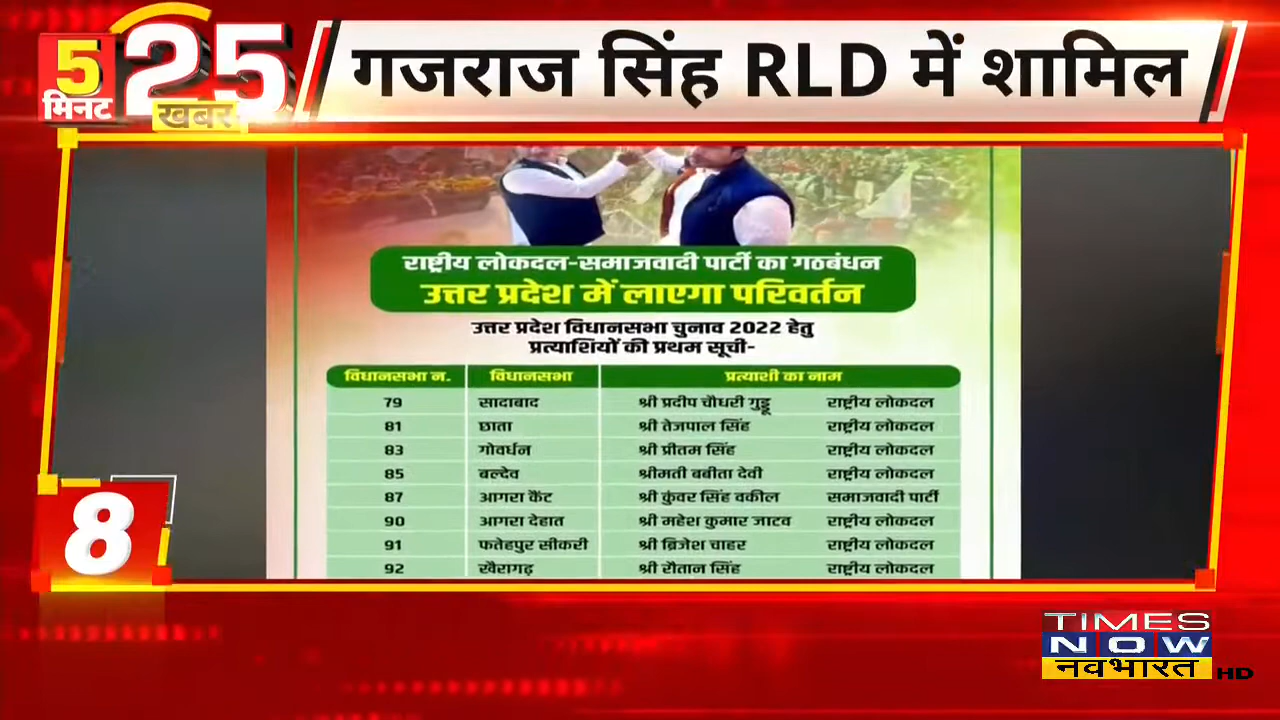 5 मिनट 25 खबर
गजराज सिंह RLD में शामिल
राष्ट्रीय लोकदल-समाजवादी पार्टी का गठबंधन
उत्तर प्रदेश में लाएगा परिवर्तन
उत्तर प्रदेश विधानसभा चुनाव 2022 हेतु
प्रत्याशियों की प्रथम सूची-
विधानसभा न. विधानसभा प्रत्याशी का नाम
79 सादाबाद श्री प्रदीप चौधरी गुड्डू राष्ट्रीय लोकदल
81 छाता श्री तेजपाल सिंह राष्ट्रीय लोकदल
83 गोवर्धन श्री प्रीतम सिंह राष्ट्रीय लोकदल
85 बल्देव श्रीमती बबीता देवी राष्ट्रीय लोकदल
87 आगरा कैंट श्री कुंवर सिंह वकील समाजवादी पार्टी
90 आगरा देहात श्री महेश कुमार जाटव राष्ट्रीय लोकदल
91 फतेहपुर सीकरी श्री ब्रिजेश चाहर राष्ट्रीय लोकदल
92 खैरागढ़ श्री रौतान सिंह राष्ट्रीय लोकदल
8
TIMES
NOW
नवभारत HD